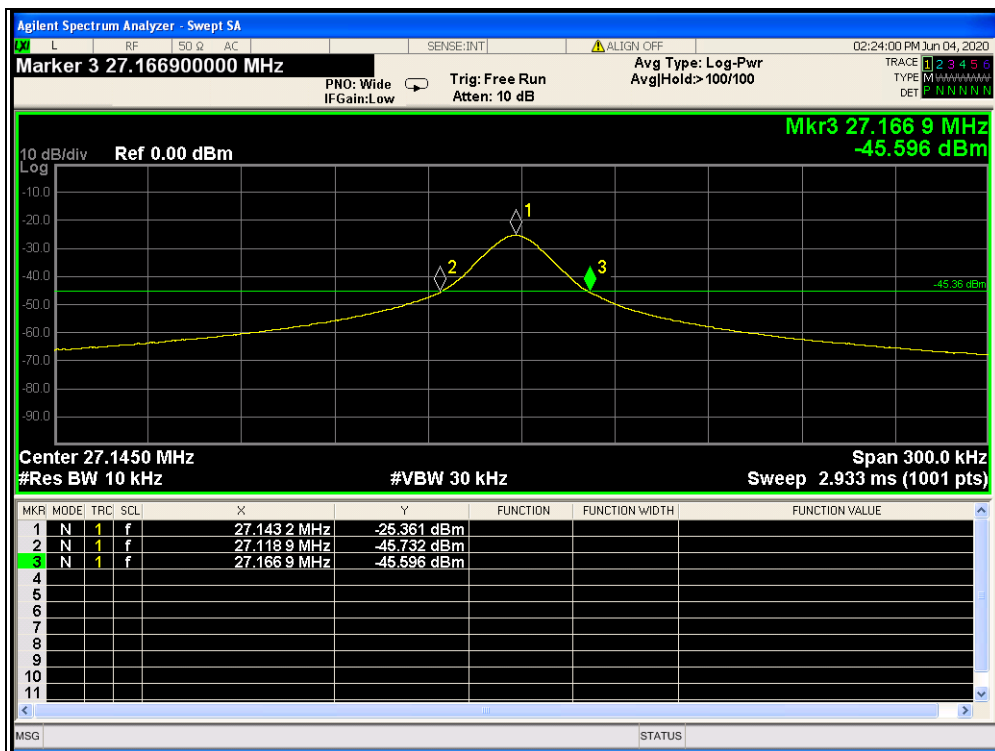 Agilent Spectrum Analyzer - Swept SA
LXI L RF 50 Ω AC SENSE:INT ALIGN OFF 02:24:00 PM Jun 04, 2020
Marker 3 27.166900000 MHz
PNO: Wide
IFGain:Low
Trig: Free Run
Atten: 10 dB
Avg Type: Log-Pwr
Avg|Hold:>100/100
TRACE 1 2 3 4 5 6
TYPE M WWWWW
DET P N N N N N
Mkr3 27.166 9 MHz
-45.596 dBm
10 dB/div Ref 0.00 dBm
Log
-10.0
-20.0
-30.0
-40.0
-50.0
-60.0
-70.0
-80.0
-90.0
1
2
3
-45.36 dBm
Center 27.1450 MHz Span 300.0 kHz
#Res BW 10 kHz #VBW 30 kHz Sweep 2.933 ms (1001 pts)
MKR MODE TRC SCL X Y FUNCTION FUNCTION WIDTH FUNCTION VALUE
1 N 1 f 27.143 2 MHz -25.361 dBm
2 N 1 f 27.118 9 MHz -45.732 dBm
3 N 1 f 27.166 9 MHz -45.596 dBm
4
5
6
7
8
9
10
11
MSG STATUS